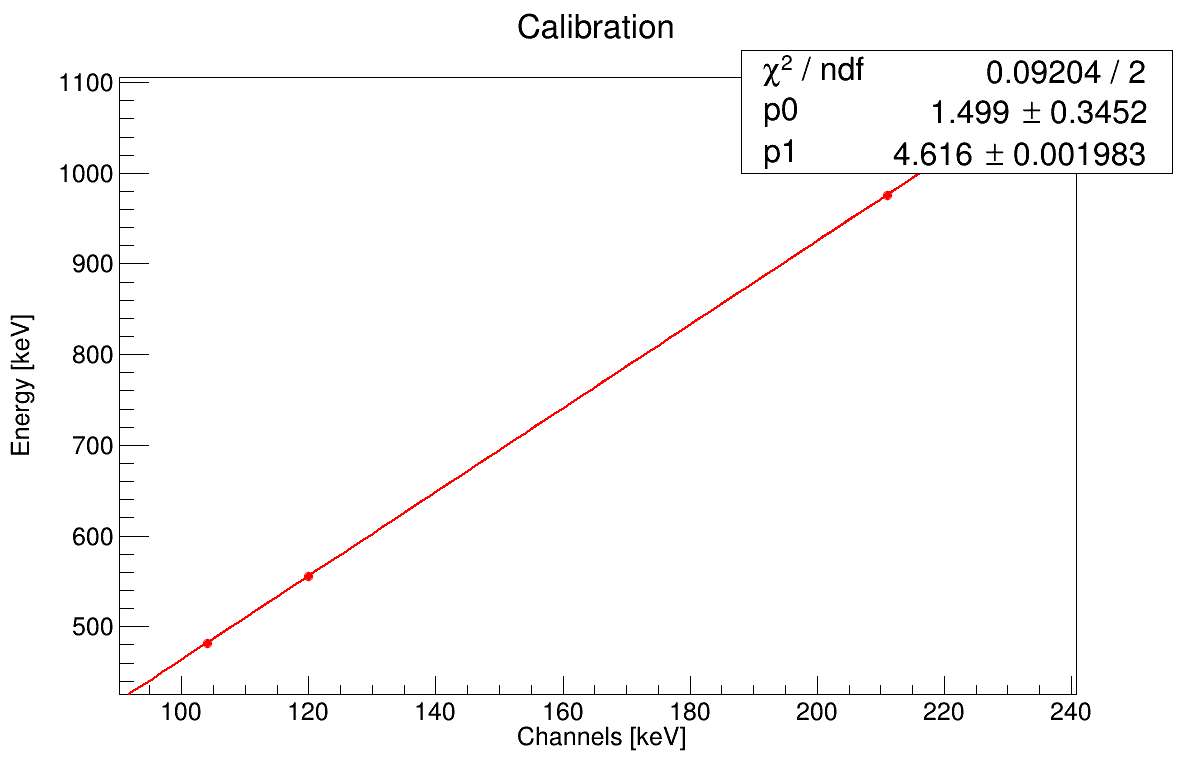 Calibration
χ² / ndf 0.09204 / 2
p0 1.499 ± 0.3452
p1 4.616 ± 0.001983
1100
1000
900
800
700
600
500
Energy [keV]
100 120 140 160 180 200 220 240
Channels [keV]